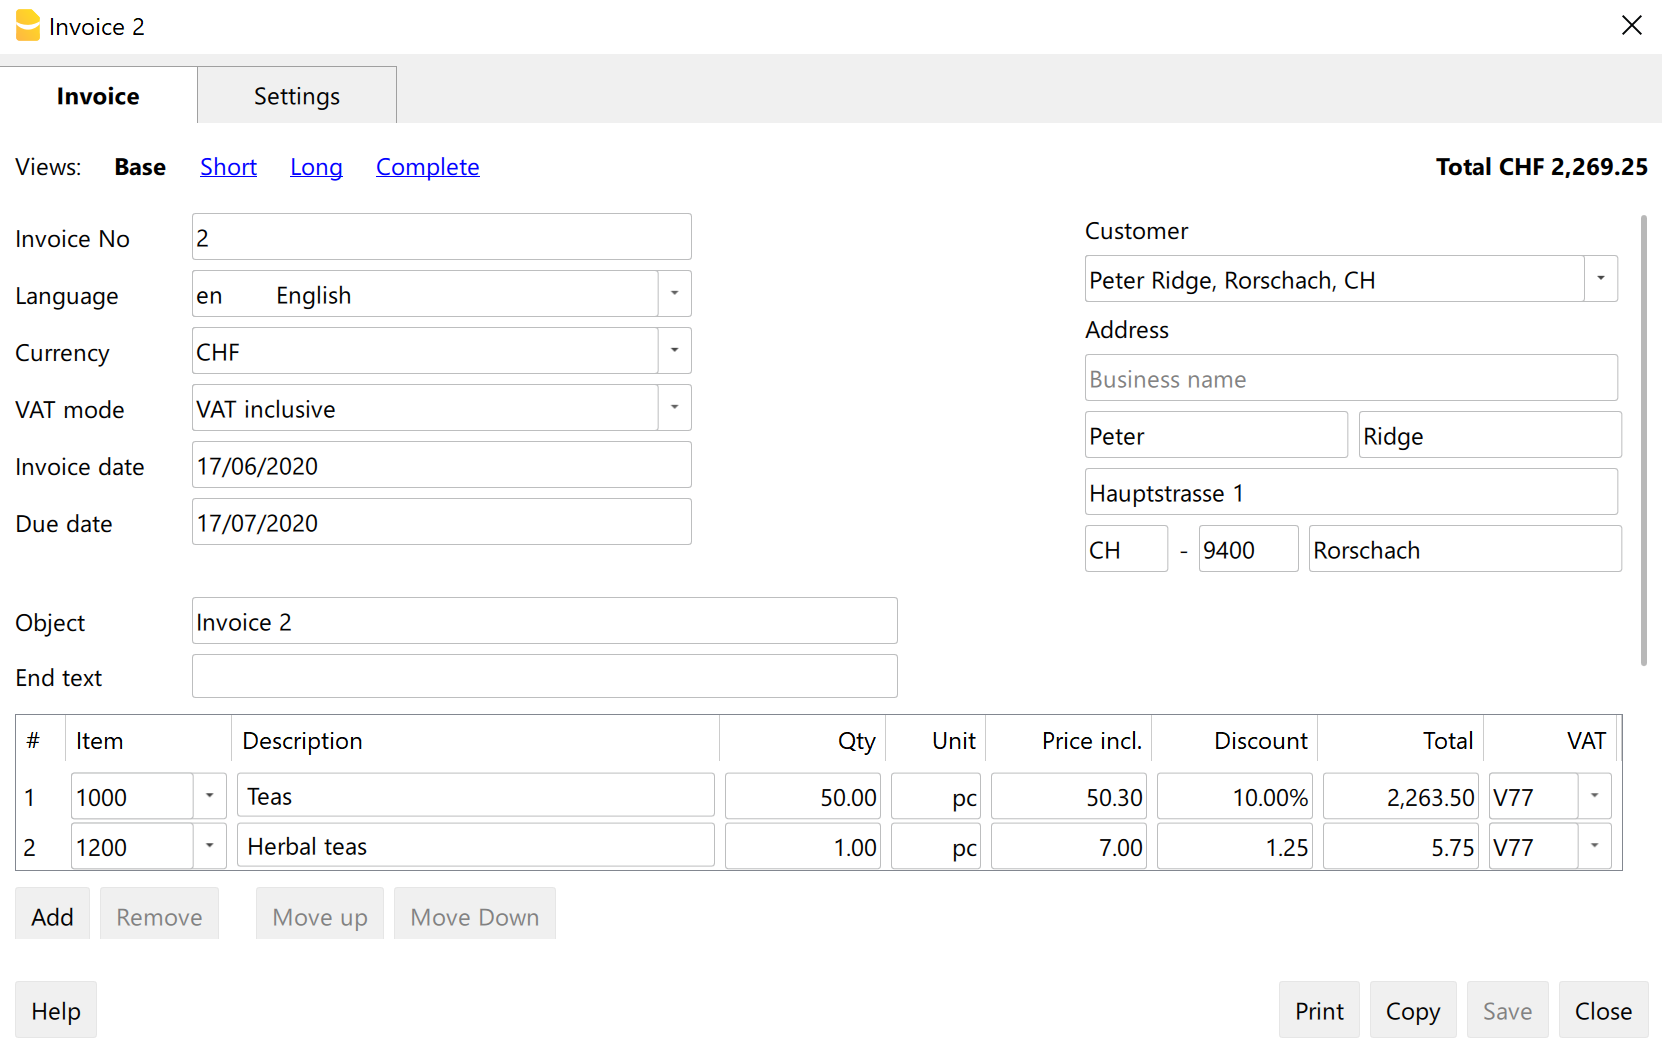 Invoice 2
Invoice Settings
Views: Base Short Long Complete Total CHF 2,269.25
Invoice No 2
Language en English
Currency CHF
VAT mode VAT inclusive
Invoice date 17/06/2020
Due date 17/07/2020
Customer
Peter Ridge, Rorschach, CH
Address
Business name
Peter Ridge
Hauptstrasse 1
CH - 9400 Rorschach
Object Invoice 2
End text
# Item Description Qty Unit Price incl. Discount Total VAT
1 1000 Teas 50.00 pc 50.30 10.00% 2,263.50 V77
2 1200 Herbal teas 1.00 pc 7.00 1.25 5.75 V77
Add Remove Move up Move Down
Help Print Copy Save Close